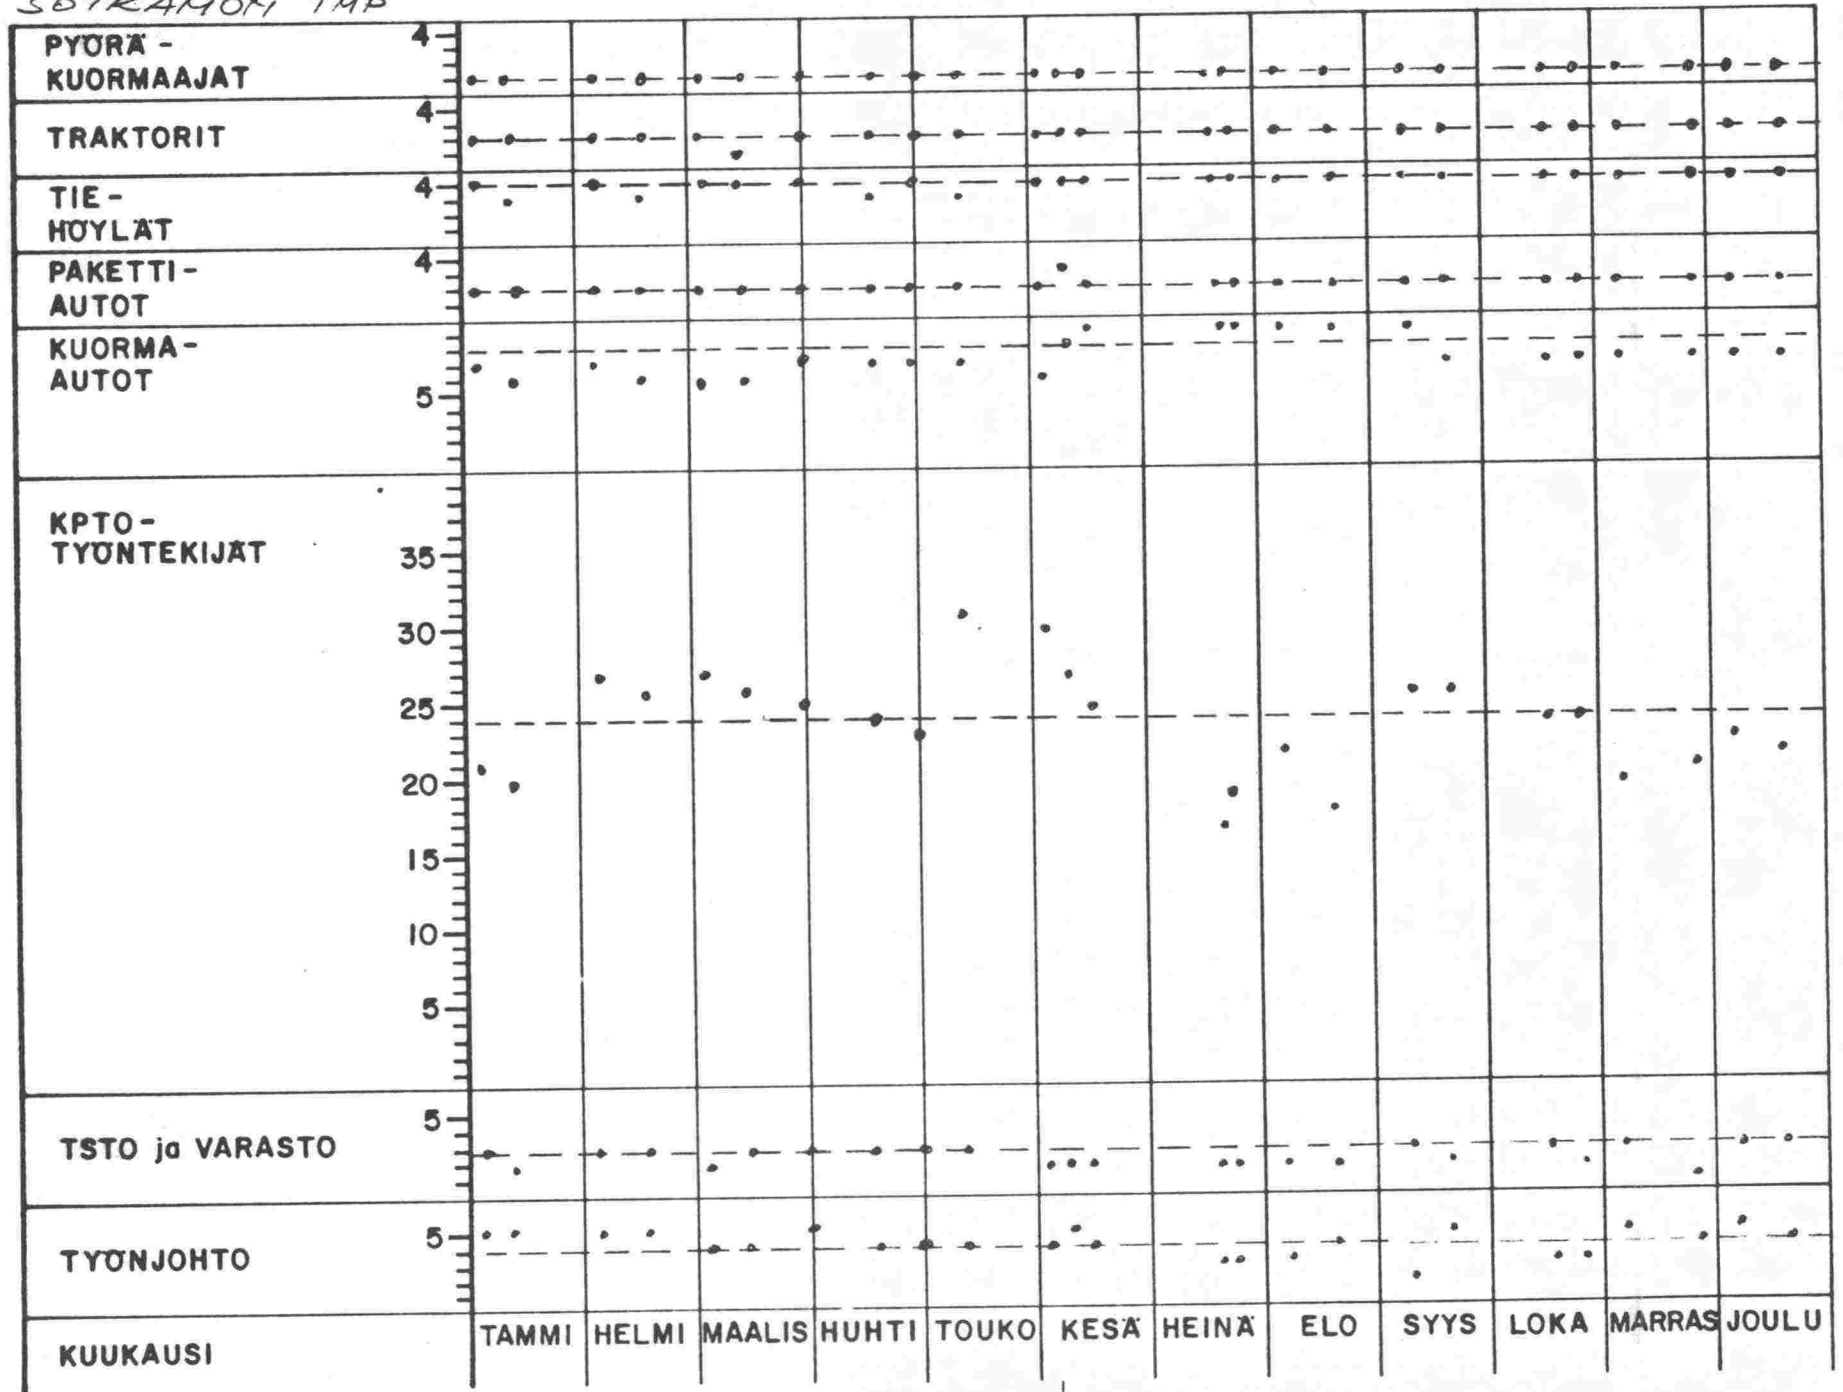 SOTKAMON TMP
PYÖRÄ-
KUORMAAJAT
4
TRAKTORIT
4
TIE-
HÖYLÄT
4
PAKETTI-
AUTOT
4
KUORMA-
AUTOT
5
KPTO-
TYÖNTEKIJÄT
35
30
25
20
15
10
5
TSTO ja VARASTO
5
TYÖNJOHTO
5
KUUKAUSI
TAMMI HELMI MAALIS HUHTI TOUKO KESÄ HEINÄ ELO SYYS LOKA MARRAS JOULU